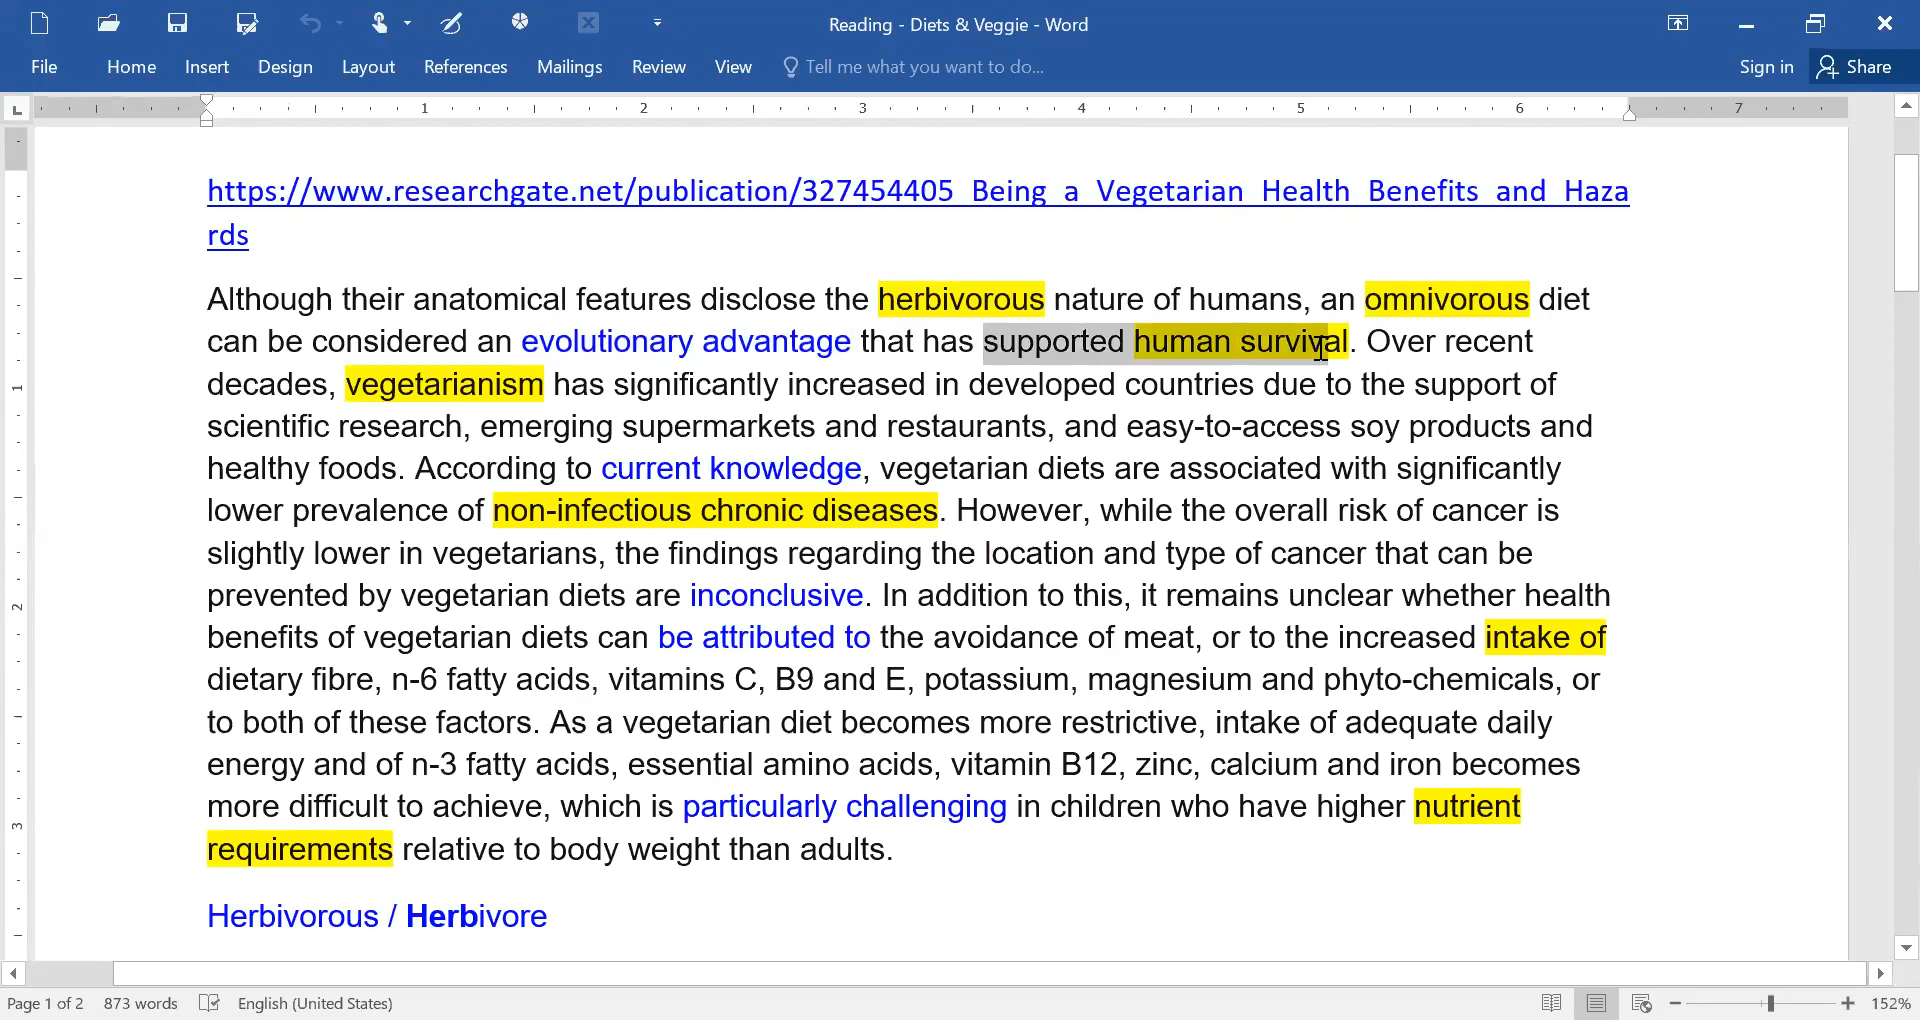 Reading - Diets & Veggie - Word
File Home Insert Design Layout References Mailings Review View Tell me what you want to do... Sign in Share
L 1 2 3 4 5 6 7
https://www.researchgate.net/publication/327454405_Being_a_Vegetarian_Health_Benefits_and_Haza
rds
Although their anatomical features disclose the herbivorous nature of humans, an omnivorous diet
can be considered an evolutionary advantage that has supported human survival. Over recent
decades, vegetarianism has significantly increased in developed countries due to the support of
scientific research, emerging supermarkets and restaurants, and easy-to-access soy products and
healthy foods. According to current knowledge, vegetarian diets are associated with significantly
lower prevalence of non-infectious chronic diseases. However, while the overall risk of cancer is
slightly lower in vegetarians, the findings regarding the location and type of cancer that can be
prevented by vegetarian diets are inconclusive. In addition to this, it remains unclear whether health
benefits of vegetarian diets can be attributed to the avoidance of meat, or to the increased intake of
dietary fibre, n-6 fatty acids, vitamins C, B9 and E, potassium, magnesium and phyto-chemicals, or
to both of these factors. As a vegetarian diet becomes more restrictive, intake of adequate daily
energy and of n-3 fatty acids, essential amino acids, vitamin B12, zinc, calcium and iron becomes
more difficult to achieve, which is particularly challenging in children who have higher nutrient
requirements relative to body weight than adults.
Herbivorous / Herbivore
1
2
3
Page 1 of 2 873 words English (United States) 152%